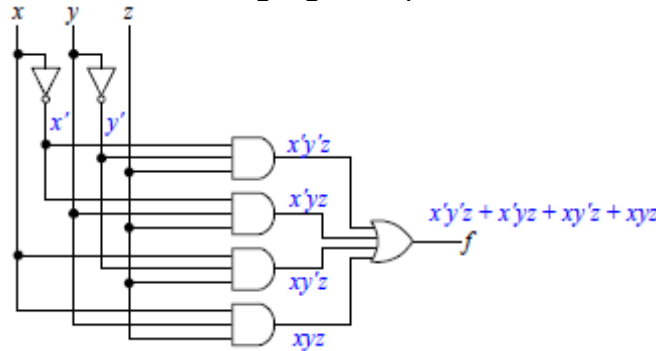 x y z
x' y'
x'y'z
x'yz
x'y'z + x'yz + xy'z + xyz
f
xy'z
xyz